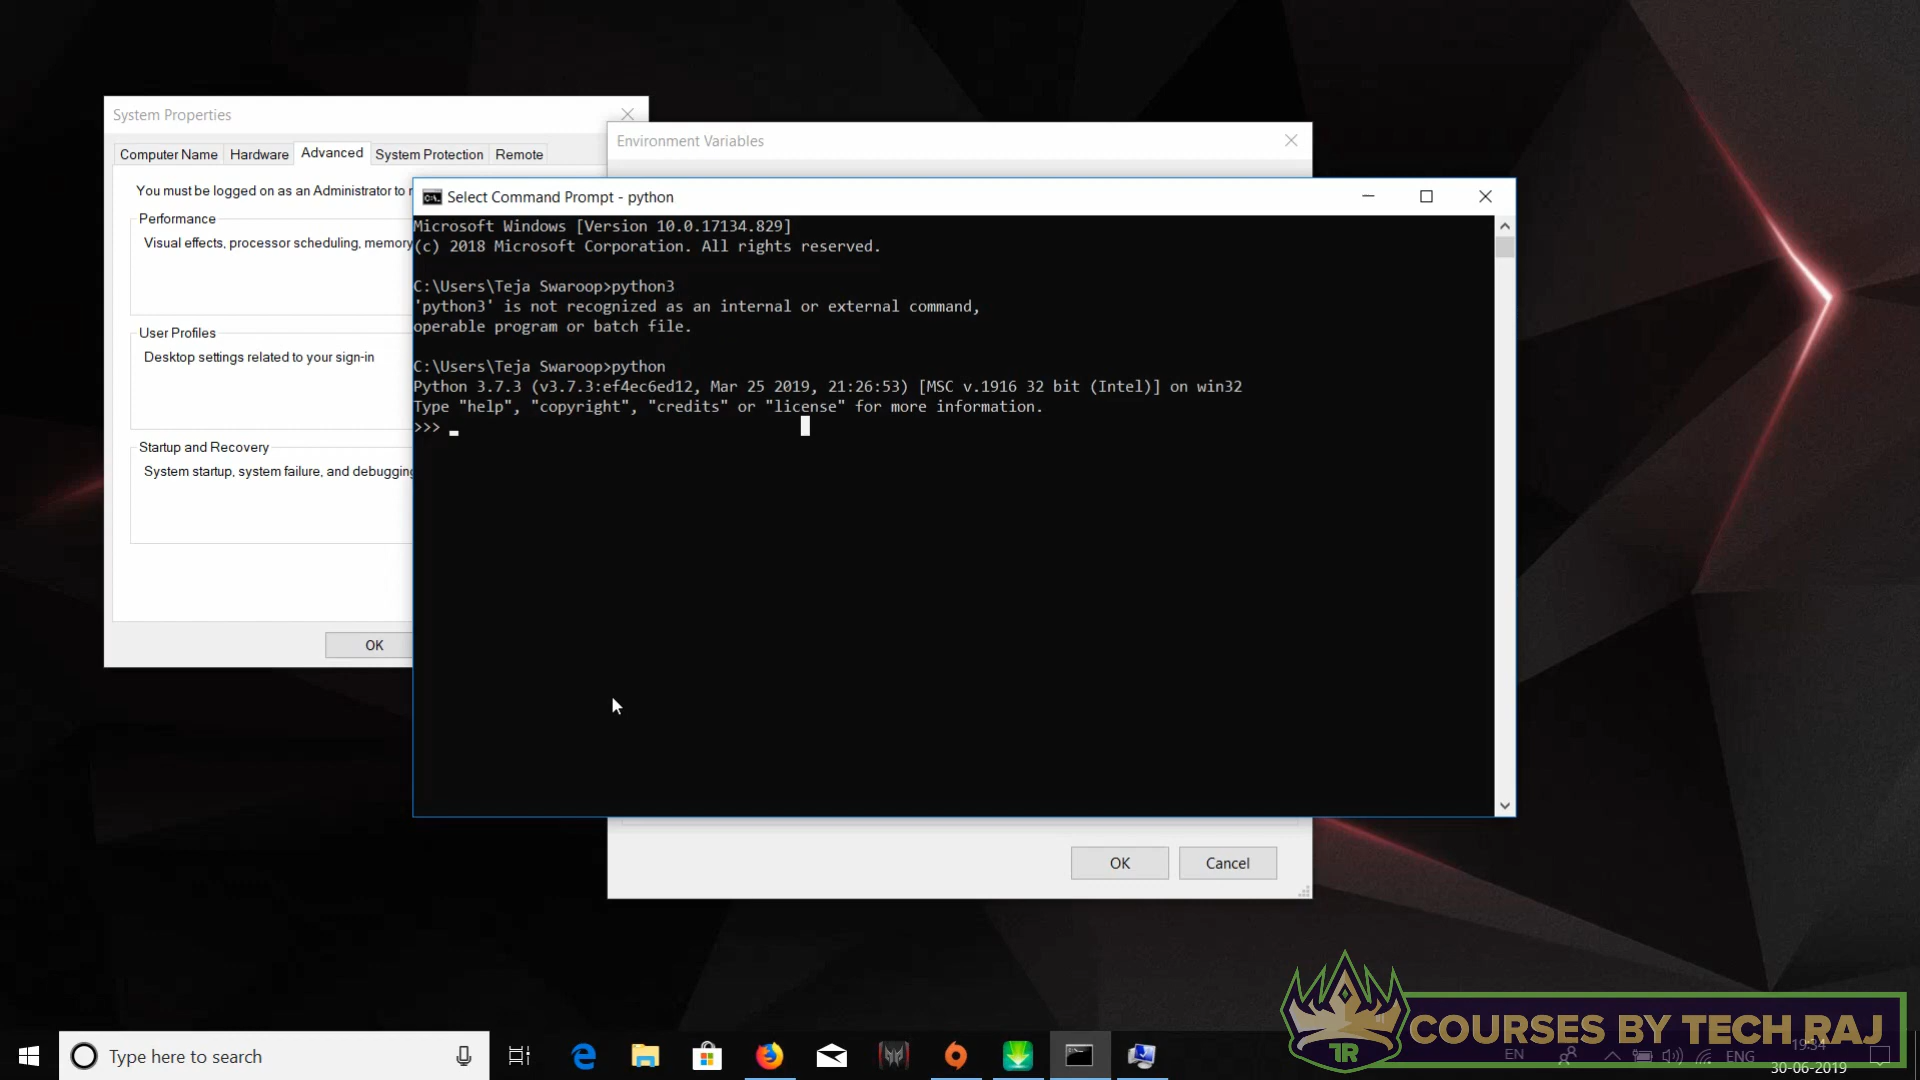 System Properties
Computer Name Hardware Advanced System Protection Remote
You must be logged on as an Administrator to
Performance
Visual effects, processor scheduling, memory
User Profiles
Desktop settings related to your sign-in
Startup and Recovery
System startup, system failure, and debugging
OK
Environment Variables
Select Command Prompt - python
Microsoft Windows [Version 10.0.17134.829]
(c) 2018 Microsoft Corporation. All rights reserved.
C:\Users\Teja Swaroop>python3
'python3' is not recognized as an internal or external command,
operable program or batch file.
C:\Users\Teja Swaroop>python
Python 3.7.3 (v3.7.3:ef4ec6ed12, Mar 25 2019, 21:26:53) [MSC v.1916 32 bit (Intel)] on win32
Type "help", "copyright", "credits" or "license" for more information.
>>> _
OK Cancel
TR
COURSES BY TECH RAJ
Type here to search
EN
ENG
19:34
30-06-2019